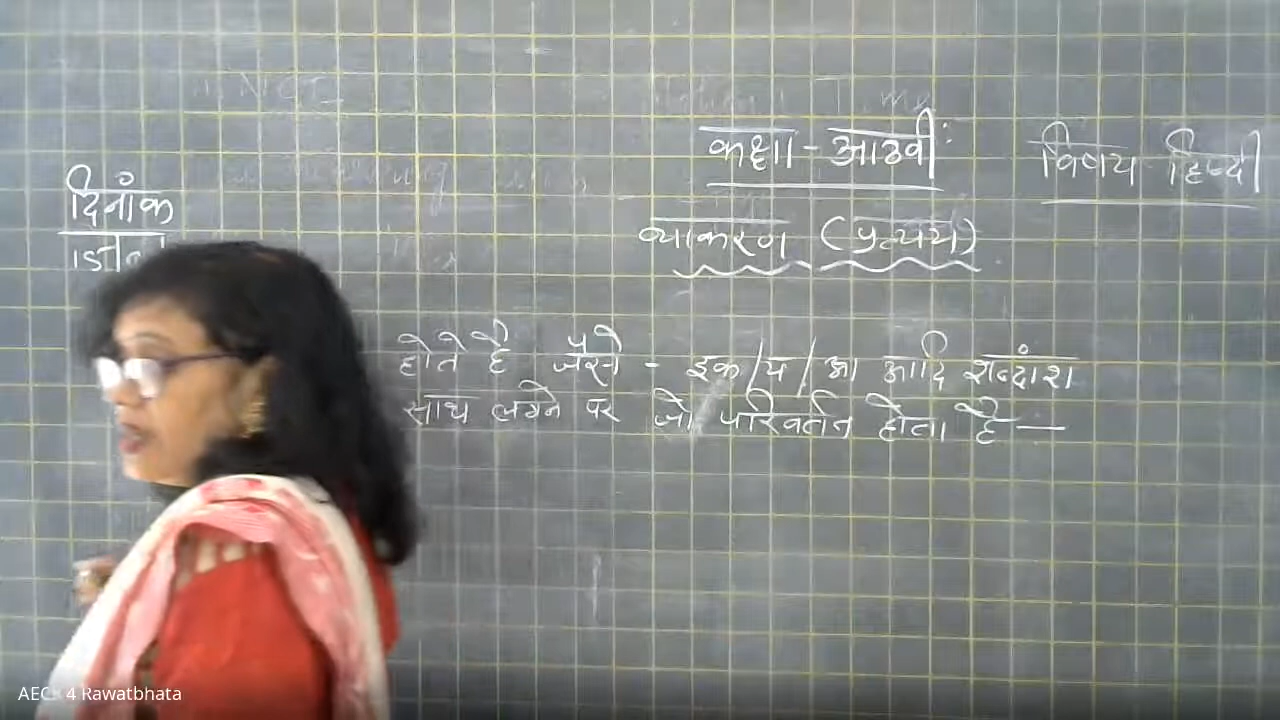 कक्षा - आठवीं:
विषय - हिन्दी
दिनांक
व्याकरण (प्रत्यय)
होते है जैसे - इक / य / आ आदि शब्दांश
साथ लगने पर जो परिवर्तन होता है —
AECS 4 Rawatbhata